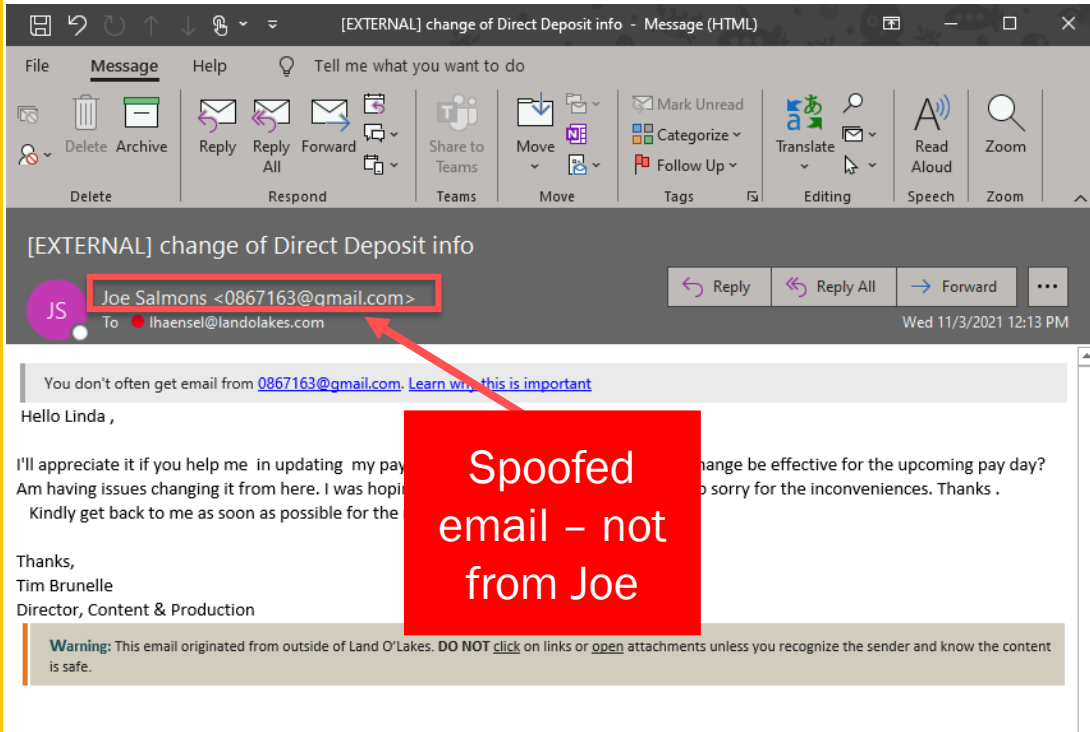 [EXTERNAL] change of Direct Deposit info - Message (HTML)
File Message Help Tell me what you want to do
Delete Archive Reply Reply All Forward Share to Teams Move Mark Unread Categorize Follow Up Translate Read Aloud Zoom
Delete Respond Teams Move Tags Editing Speech Zoom
[EXTERNAL] change of Direct Deposit info
JS
Joe Salmons <0867163@gmail.com>
Reply Reply All Forward
To lhaensel@landolakes.com
Wed 11/3/2021 12:13 PM
You don't often get email from 0867163@gmail.com. Learn why this is important
Hello Linda ,
I'll appreciate it if you help me in updating my pay be effective for the upcoming pay day?
Am having issues changing it from here. I was sorry for the inconveniences. Thanks .
Kindly get back to me as soon as possible for the
Spoofed
email – not
from Joe
Thanks,
Tim Brunelle
Director, Content & Production
Warning: This email originated from outside of Land O'Lakes. DO NOT click on links or open attachments unless you recognize the sender and know the content
is safe.